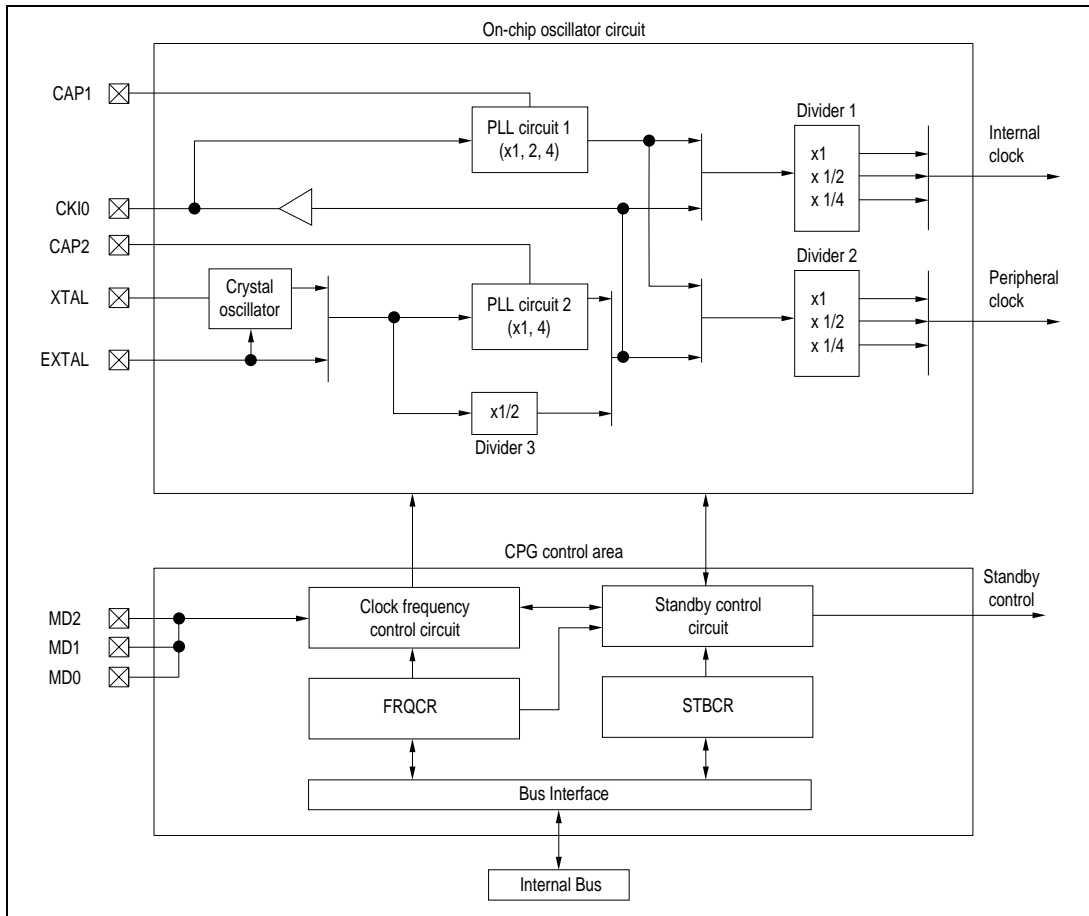 On-chip oscillator circuit
CAP1
PLL circuit 1
(x1, 2, 4)
Divider 1
x1
x 1/2
x 1/4
Internal
clock
CKI0
CAP2
XTAL
Crystal
oscillator
PLL circuit 2
(x1, 4)
Divider 2
x1
x 1/2
x 1/4
Peripheral
clock
EXTAL
x1/2
Divider 3
CPG control area
MD2
MD1
MD0
Clock frequency
control circuit
Standby control
circuit
Standby
control
FRQCR
STBCR
Bus Interface
Internal Bus